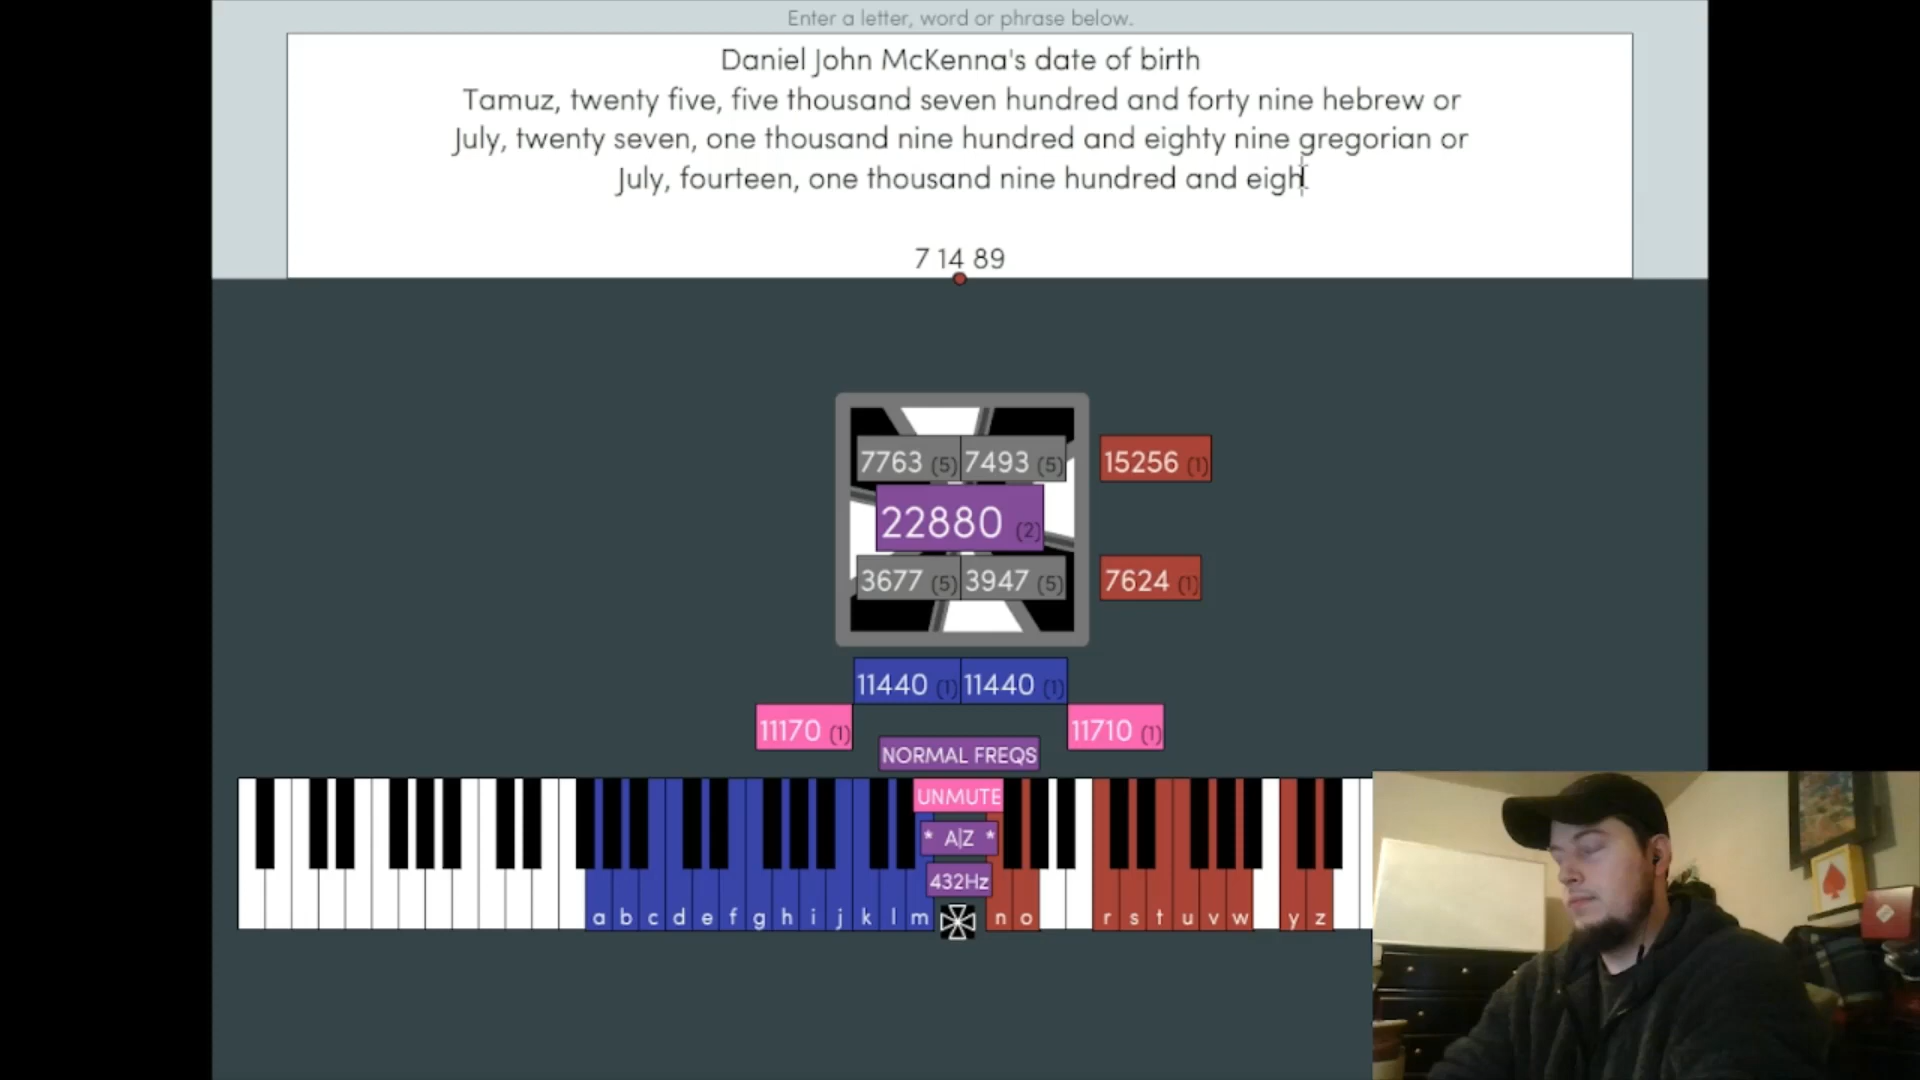 Enter a letter, word or phrase below.
Daniel John McKenna's date of birth
Tamuz, twenty five, five thousand seven hundred and forty nine hebrew or
July, twenty seven, one thousand nine hundred and eighty nine gregorian or
July, fourteen, one thousand nine hundred and eigh
7 14 89
7763 (5) 7493 (5) 15256 (1)
22880 (2)
3677 (5) 3947 (5) 7624 (1)
11440 (1) 11440 (1)
11170 (1) 11710 (1)
NORMAL FREQS
UNMUTE
* A|Z *
432Hz
a b c d e f g h i j k l m n o r s t u v w y z